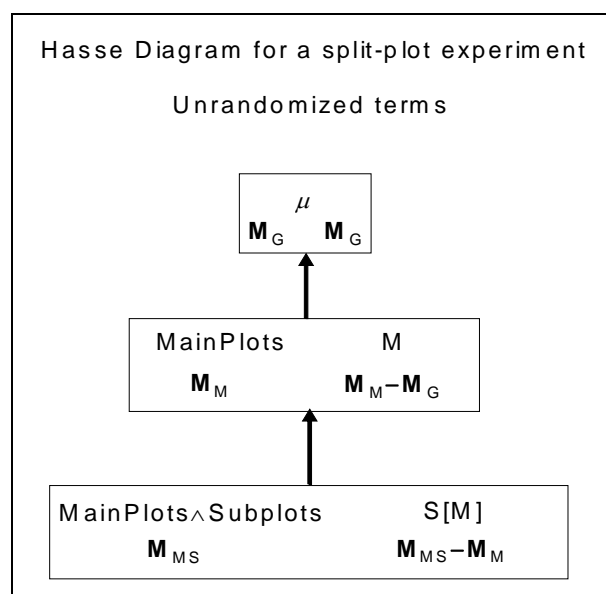 Hasse Diagram for a split-plot experiment
Unrandomized terms
μ
M_G M_G
MainPlots M
M_M M_M–M_G
MainPlots∧Subplots S[M]
M_MS M_MS–M_M